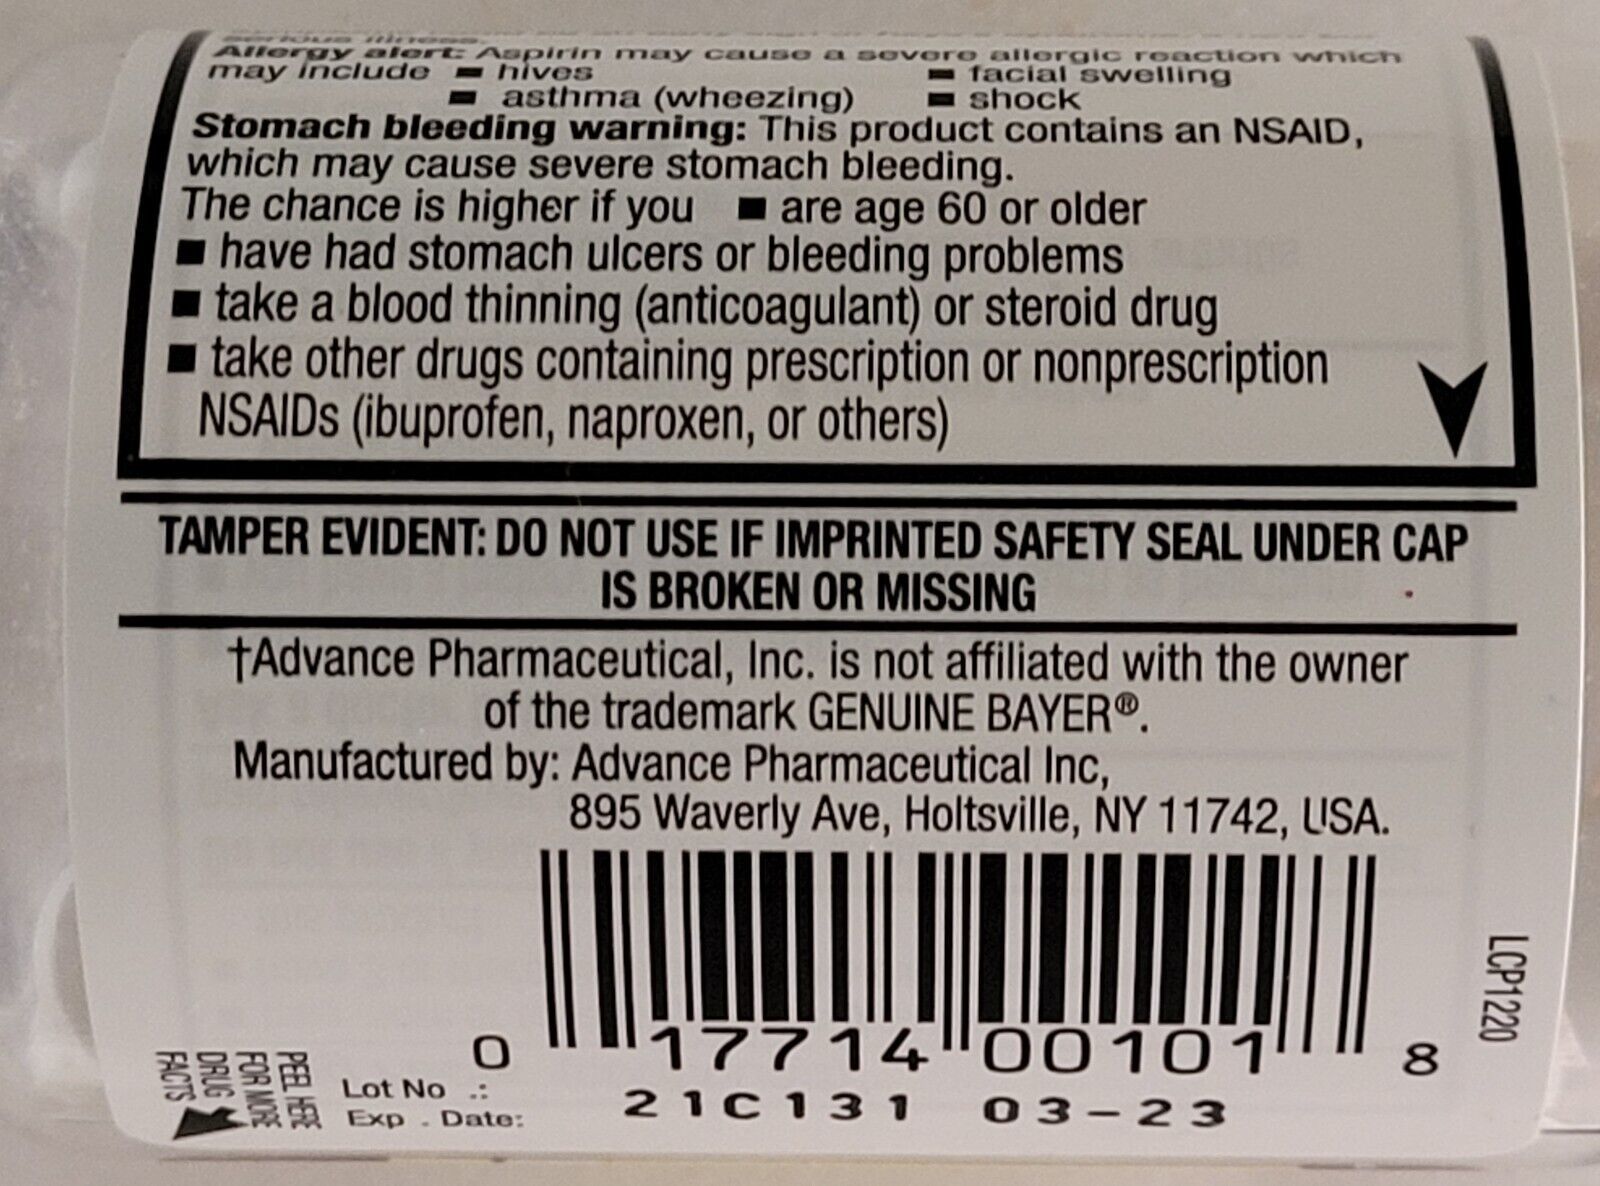 serious illness.
Allergy alert: Aspirin may cause a severe allergic reaction which
may include ■ hives ■ facial swelling
■ asthma (wheezing) ■ shock
Stomach bleeding warning: This product contains an NSAID,
which may cause severe stomach bleeding.
The chance is higher if you ■ are age 60 or older
■ have had stomach ulcers or bleeding problems
■ take a blood thinning (anticoagulant) or steroid drug
■ take other drugs containing prescription or nonprescription
NSAIDs (ibuprofen, naproxen, or others)
TAMPER EVIDENT: DO NOT USE IF IMPRINTED SAFETY SEAL UNDER CAP
IS BROKEN OR MISSING
†Advance Pharmaceutical, Inc. is not affiliated with the owner
of the trademark GENUINE BAYER®.
Manufactured by: Advance Pharmaceutical Inc,
895 Waverly Ave, Holtsville, NY 11742, USA.
0 17714 00101 8
LCP1220
PEEL HERE
FOR MORE
DRUG
FACTS
Lot No .:
Exp . Date:
21C131 03-23